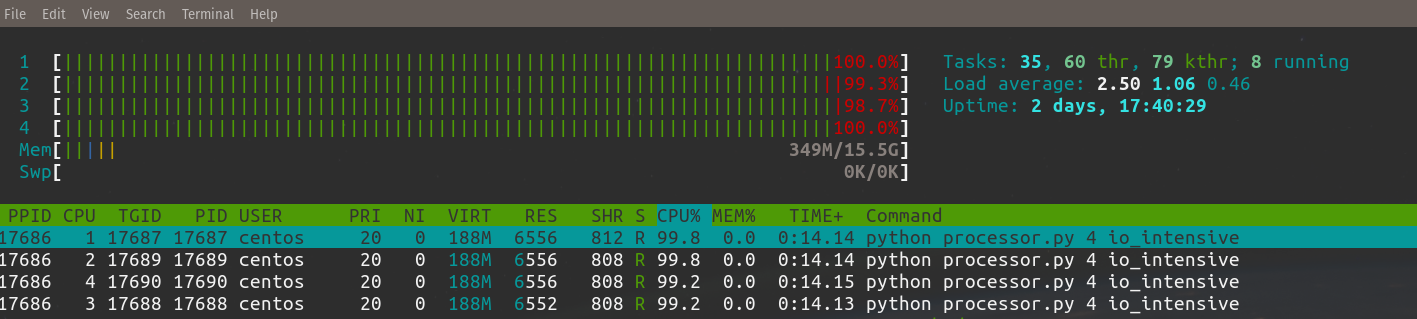 File Edit View Search Terminal Help
1 [||||||||||||||||||||||||||||||||||||||||||||||||||||||||||||||||||||||100.0%] Tasks: 35, 60 thr, 79 kthr; 8 running
2 [||||||||||||||||||||||||||||||||||||||||||||||||||||||||||||||||||||||||99.3%] Load average: 2.50 1.06 0.46
3 [|||||||||||||||||||||||||||||||||||||||||||||||||||||||||||||||||||||||98.7%] Uptime: 2 days, 17:40:29
4 [||||||||||||||||||||||||||||||||||||||||||||||||||||||||||||||||||||||100.0%]
Mem[||||| 349M/15.5G]
Swp[ 0K/0K]
PPID CPU TGID PID USER PRI NI VIRT RES SHR S CPU% MEM% TIME+ Command
17686 1 17687 17687 centos 20 0 188M 6556 812 R 99.8 0.0 0:14.14 python processor.py 4 io_intensive
17686 2 17689 17689 centos 20 0 188M 6556 808 R 99.8 0.0 0:14.14 python processor.py 4 io_intensive
17686 4 17690 17690 centos 20 0 188M 6556 808 R 99.2 0.0 0:14.15 python processor.py 4 io_intensive
17686 3 17688 17688 centos 20 0 188M 6552 808 R 99.2 0.0 0:14.13 python processor.py 4 io_intensive